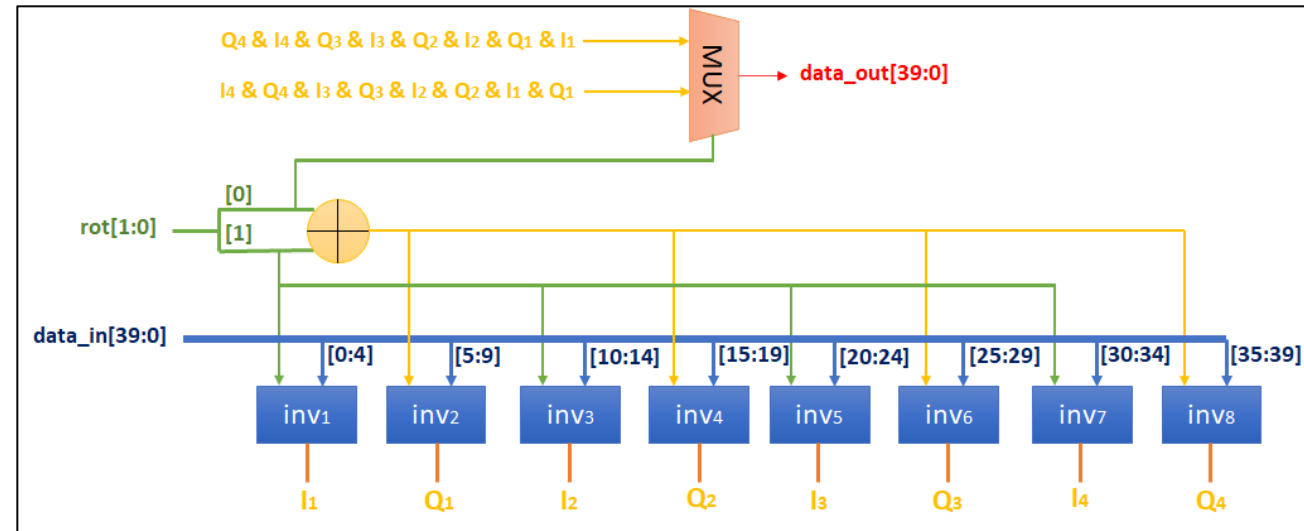 Q4 & I4 & Q3 & I3 & Q2 & I2 & Q1 & I1
I4 & Q4 & I3 & Q3 & I2 & Q2 & I1 & Q1
MUX
data_out[39:0]
[0]
rot[1:0]
[1]
data_in[39:0]
[0:4] [5:9] [10:14] [15:19] [20:24] [25:29] [30:34] [35:39]
inv1 inv2 inv3 inv4 inv5 inv6 inv7 inv8
I1 Q1 I2 Q2 I3 Q3 I4 Q4